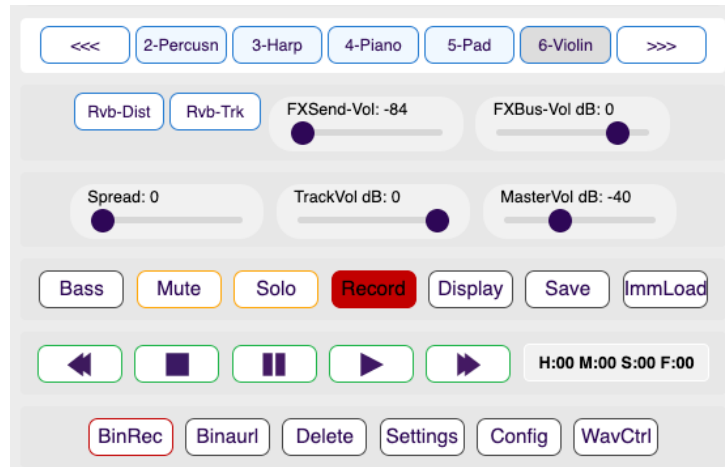 <<< 2-Percusn 3-Harp 4-Piano 5-Pad 6-Violin >>>
Rvb-Dist Rvb-Trk FXSend-Vol: -84 FXBus-Vol dB: 0
Spread: 0 TrackVol dB: 0 MasterVol dB: -40
Bass Mute Solo Record Display Save ImmLoad
H:00 M:00 S:00 F:00
BinRec Binaurl Delete Settings Config WavCtrl